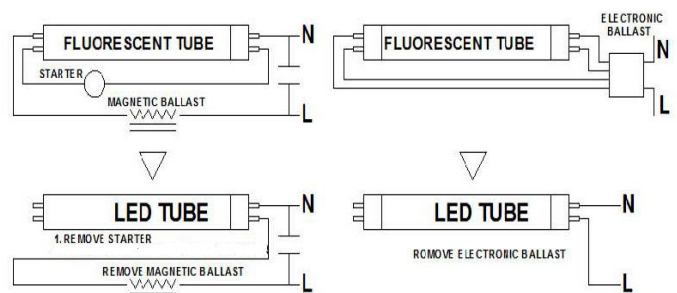 FLUORESCENT TUBE
N
STARTER
MAGNETIC BALLAST
L
ELECTRONIC
BALLAST
FLUORESCENT TUBE
N
L
LED TUBE
N
1. REMOVE STARTER
REMOVE MAGNETIC BALLAST
L
LED TUBE
N
ROMOVE ELECTRONIC BALLAST
L